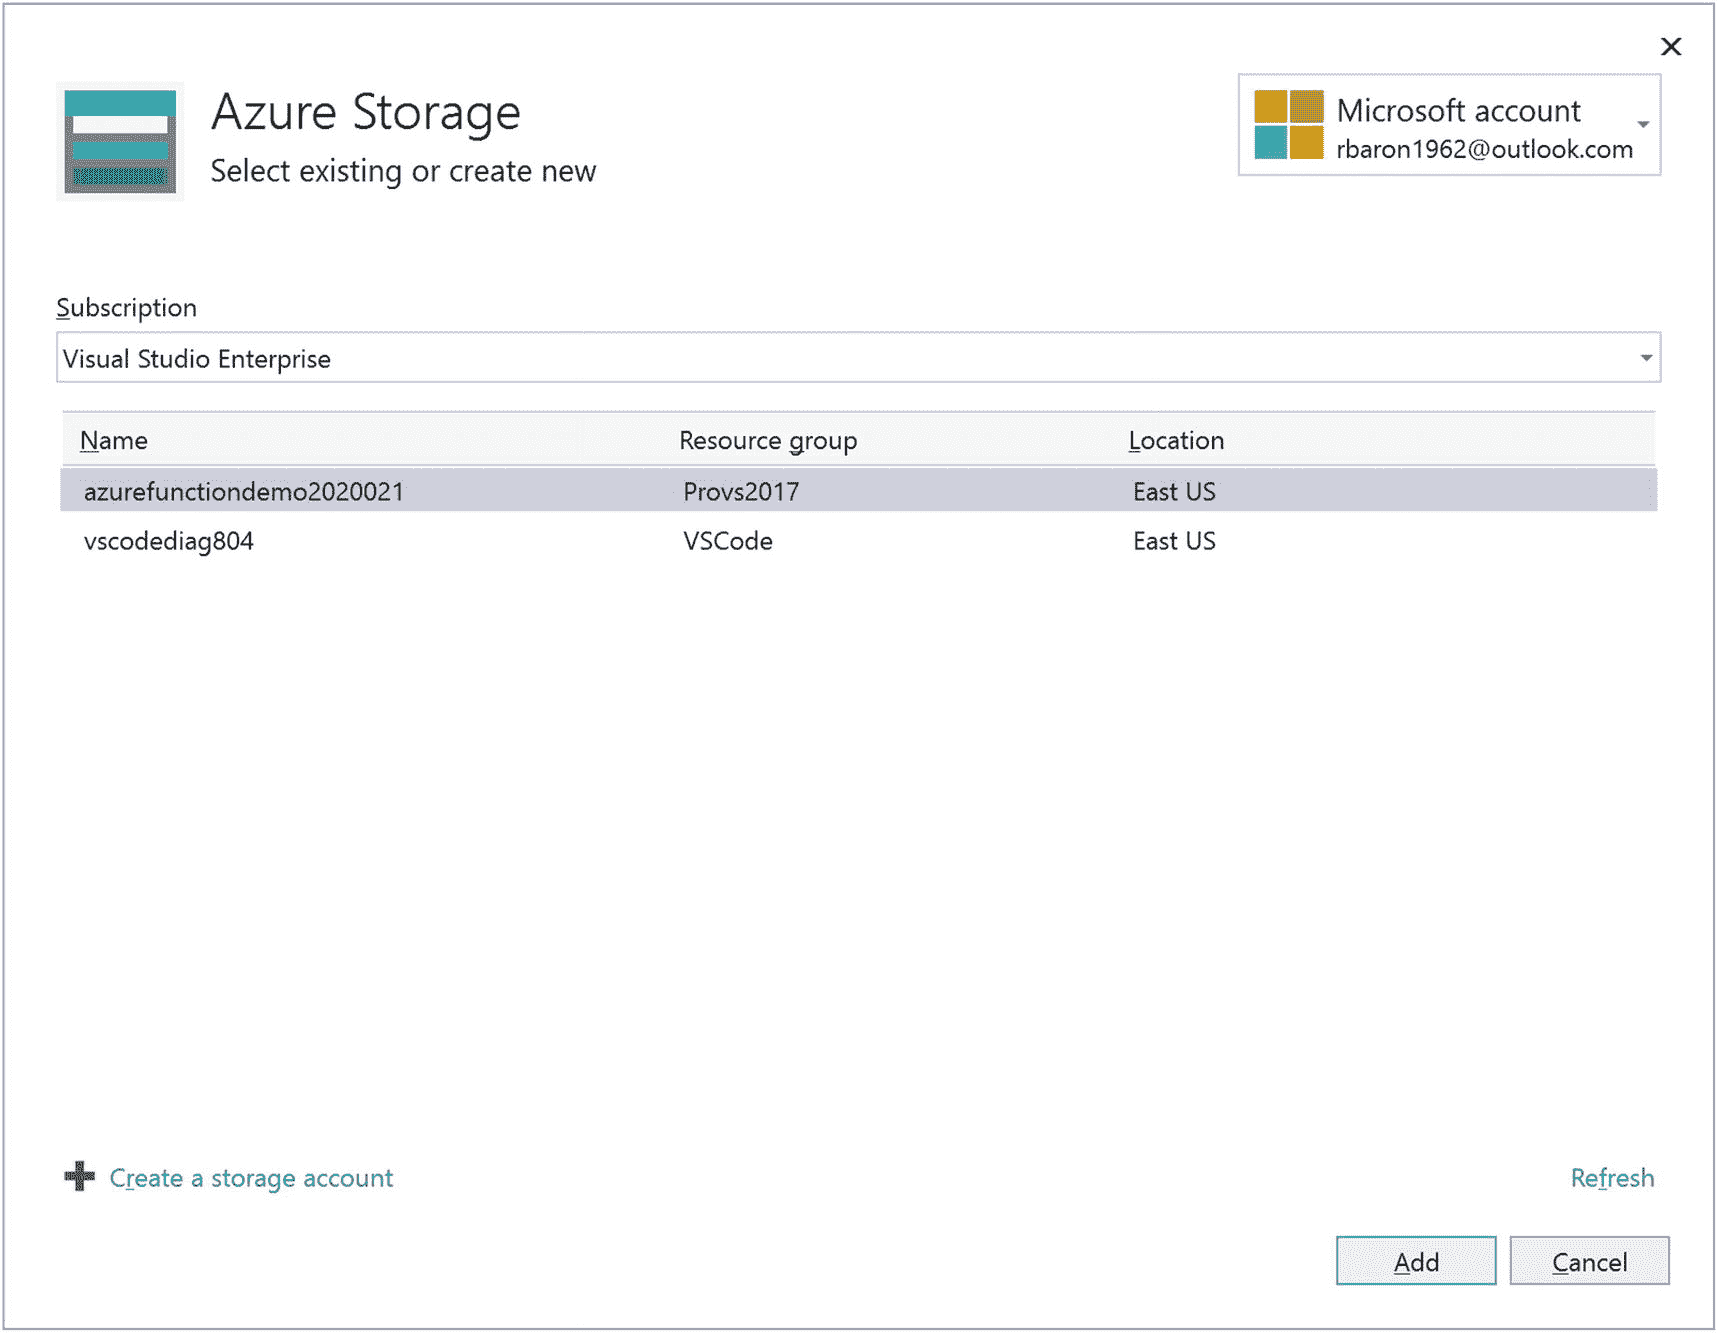 Azure Storage
Select existing or create new
Microsoft account
rbaron1962@outlook.com
Subscription
Visual Studio Enterprise
Name Resource group Location
azurefunctiondemo2020021 Provs2017 East US
vscodediag804 VSCode East US
Create a storage account
Refresh
Add Cancel